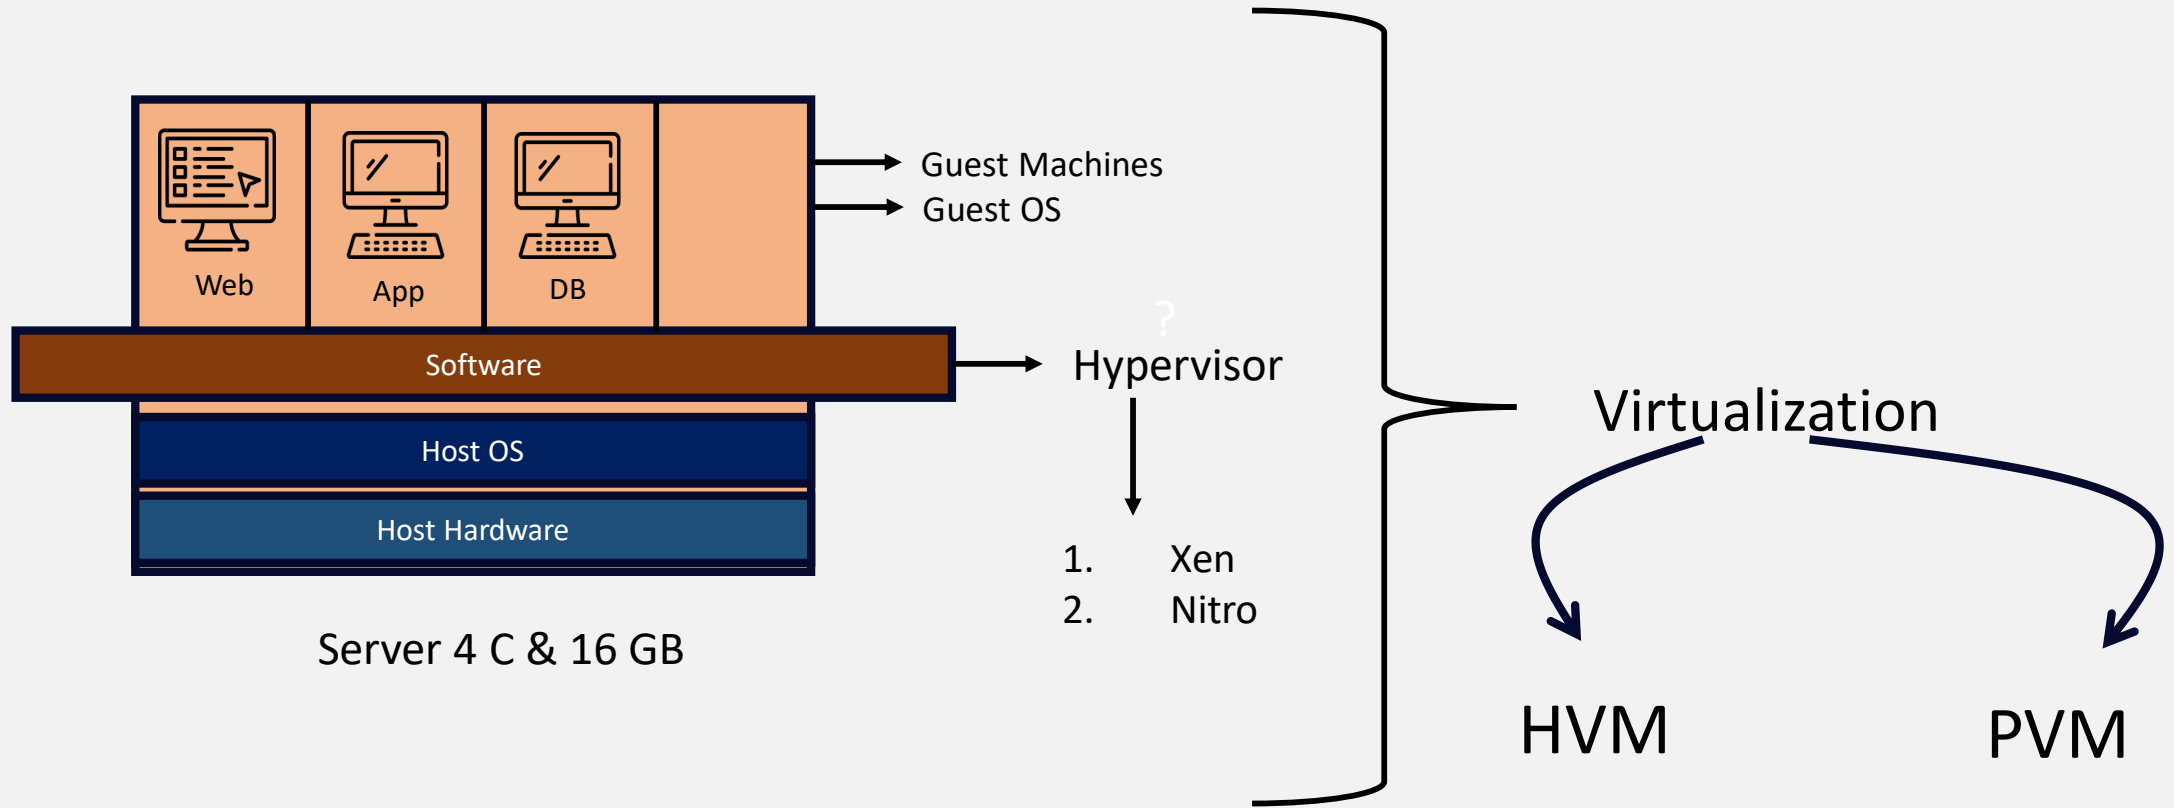 Web
App
DB
Guest Machines
Guest OS
Software
?
Hypervisor
Host OS
Host Hardware
1. Xen
2. Nitro
Server 4 C & 16 GB
Virtualization
HVM
PVM